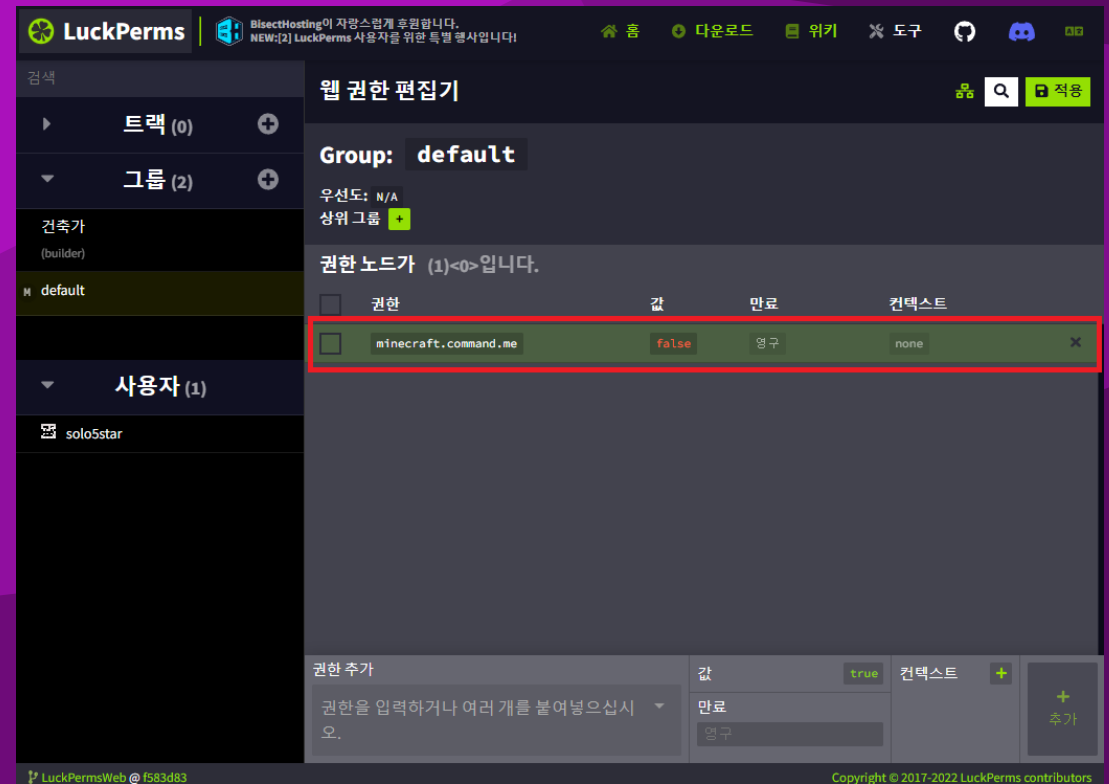 LuckPerms
BisectHosting이 자랑스럽게 후원합니다.
NEW:[2] LuckPerms 사용자를 위한 특별 행사입니다!
홈
다운로드
위키
도구
검색
웹 권한 편집기
적용
트랙 (0)
그룹 (2)
건축가
(builder)
M default
사용자 (1)
solo5star
Group: default
우선도: N/A
상위 그룹 +
권한 노드가 (1)<0>입니다.
권한 값 만료 컨텍스트
minecraft.command.me false 영구 none ×
권한 추가
권한을 입력하거나 여러 개를 붙여넣으십시
오.
값 true
만료
영구
컨텍스트 +
+
추가
LuckPermsWeb @ f583d83
Copyright © 2017-2022 LuckPerms contributors